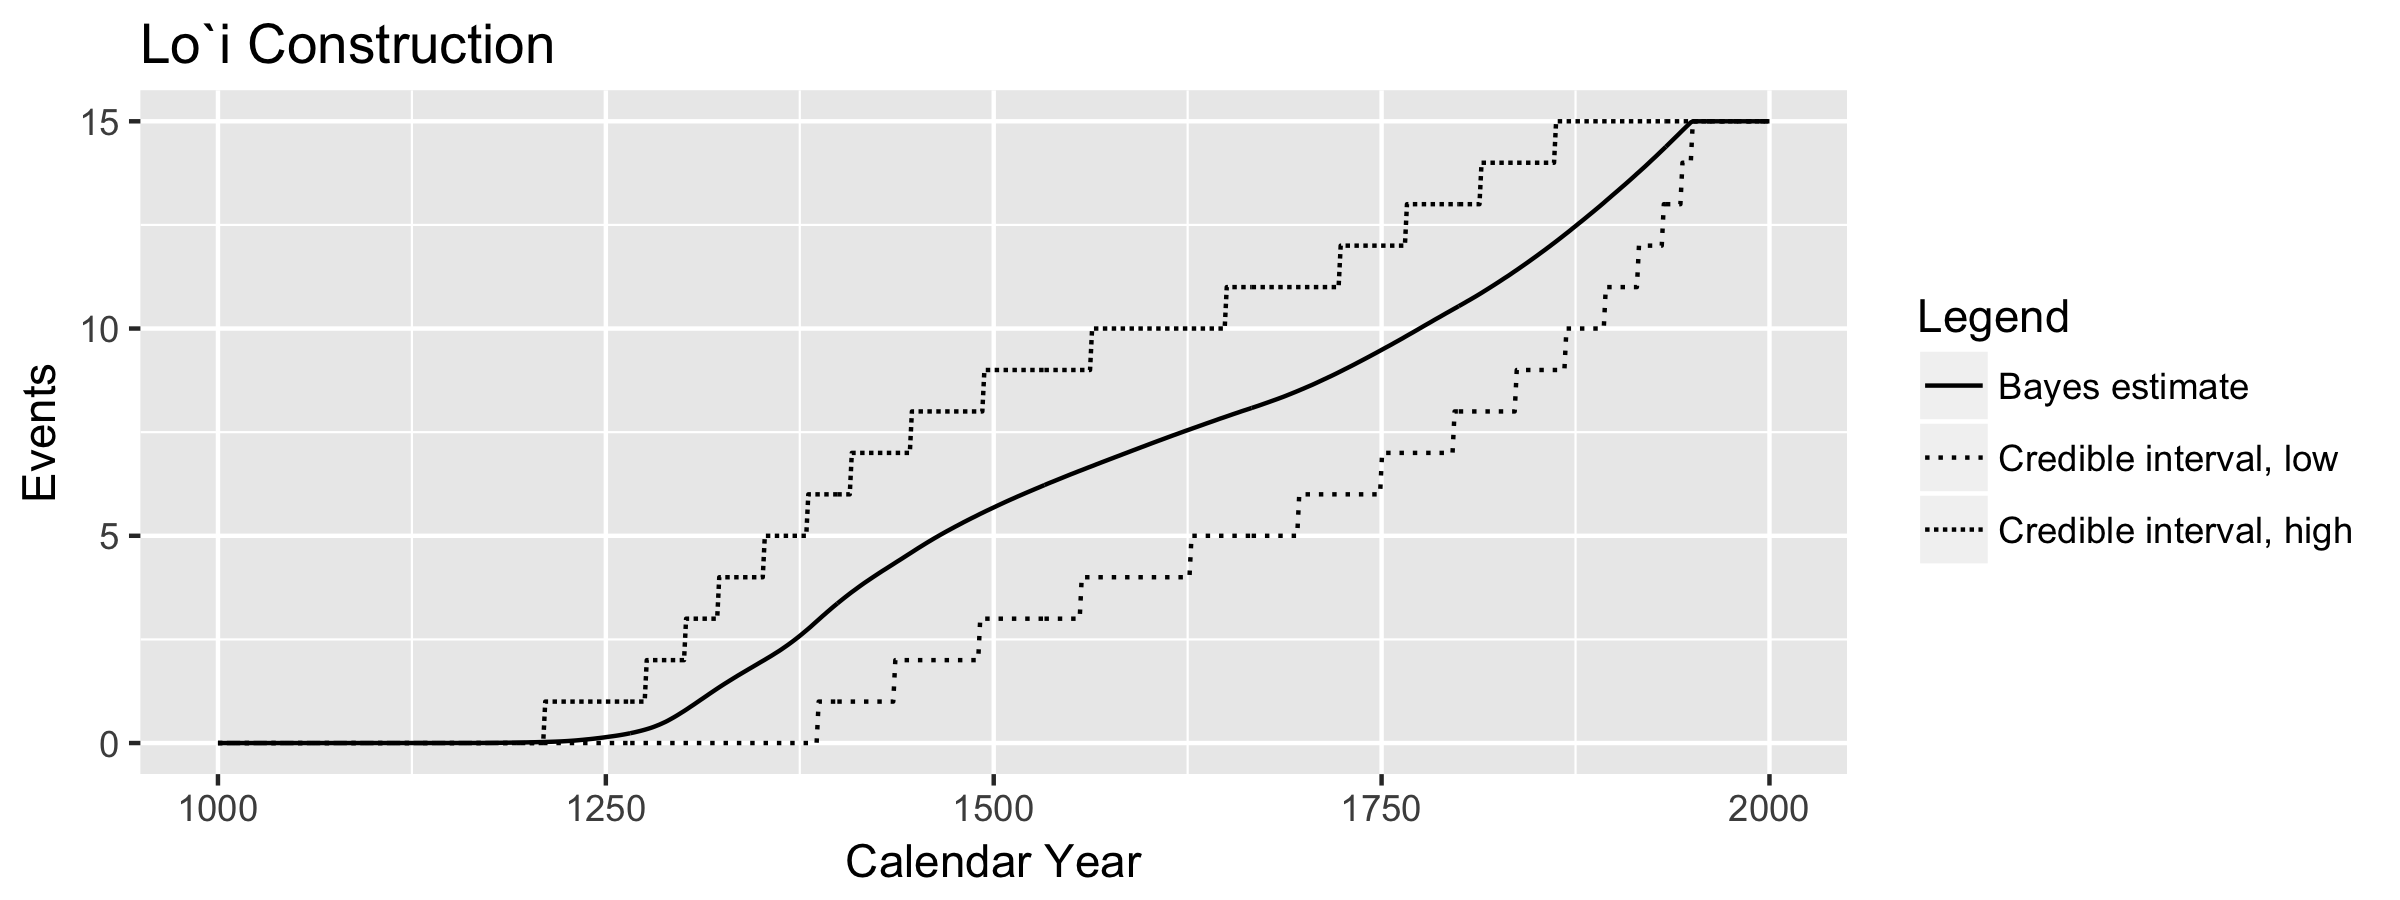 Lo`i Construction
15
10
5
0
Events
1000 1250 1500 1750 2000
Calendar Year
Legend
Bayes estimate
Credible interval, low
Credible interval, high